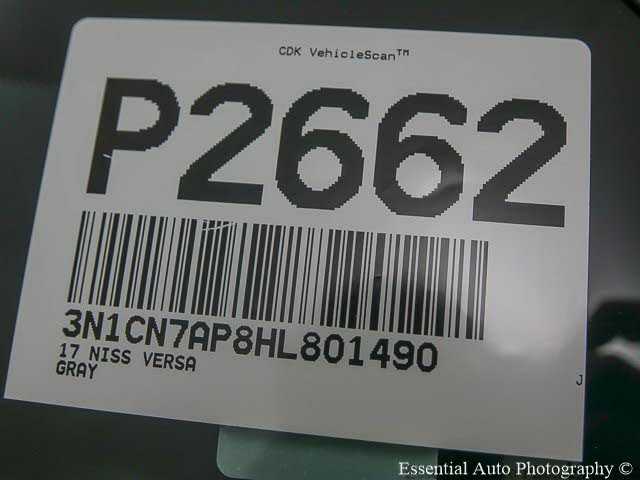 CDK VehicleScan™
P2662
3N1CN7AP8HL801490
17 NISS VERSA
GRAY
J
Essential Auto Photography ©